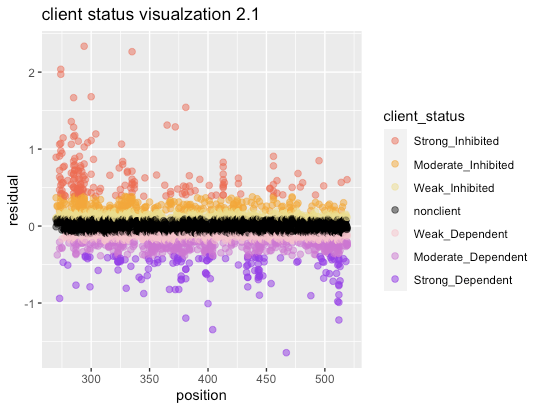 client status visualzation 2.1
residual
2
1
0
-1
300
350
400
450
500
position
client_status
Strong_Inhibited
Moderate_Inhibited
Weak_Inhibited
nonclient
Weak_Dependent
Moderate_Dependent
Strong_Dependent